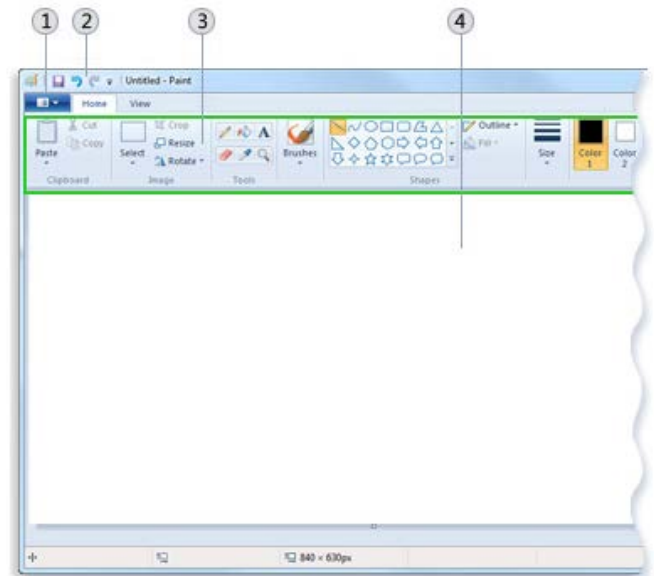 1 2 3 4
Untitled - Paint
Home View
Paste
Cut
Copy
Clipboard
Select
Crop
Resize
Rotate
Image
A
Tools
Brushes
Shapes
Outline
Fill
Size
Color 1
Color 2
840 × 630px